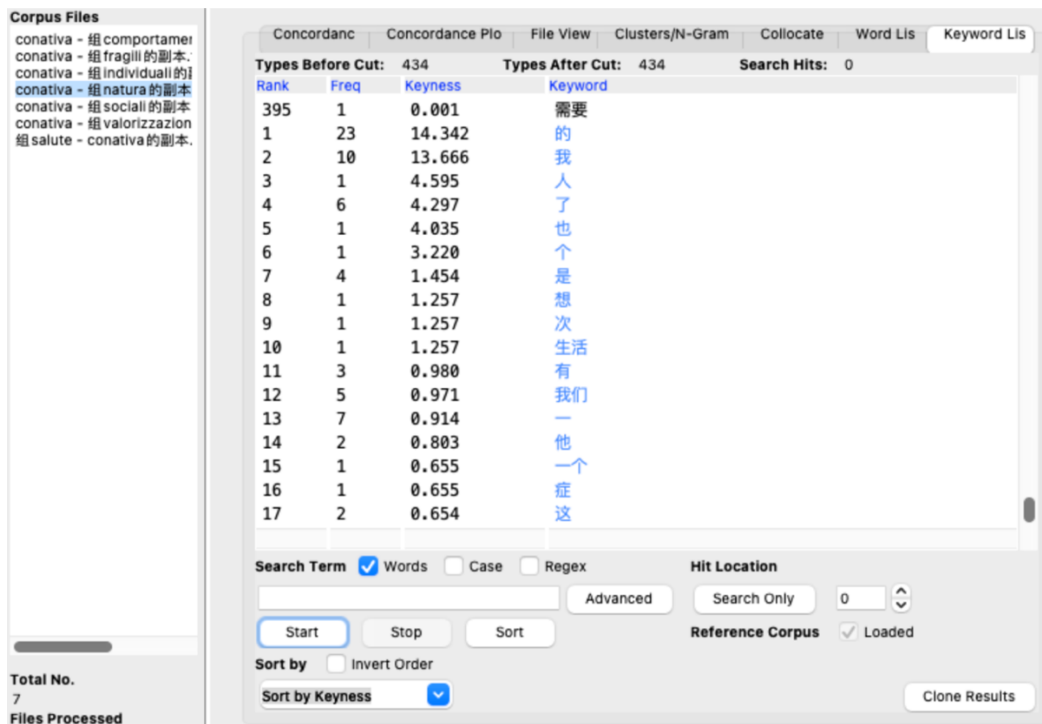 Corpus Files
conativa - 组comportamer
conativa - 组fragili的副本.
conativa - 组individuali的
conativa - 组natura的副本
conativa - 组sociali的副本
conativa - 组valorizzazion
组salute - conativa的副本.
Total No.
7
Files Processed
Concordanc Concordance Plo File View Clusters/N-Gram Collocate Word Lis Keyword Lis
Types Before Cut: 434 Types After Cut: 434 Search Hits: 0
Rank Freq Keyness Keyword
395 1 0.001 需要
1 23 14.342 的
2 10 13.666 我
3 1 4.595 人
4 6 4.297 了
5 1 4.035 也
6 1 3.220 个
7 4 1.454 是
8 1 1.257 想
9 1 1.257 次
10 1 1.257 生活
11 3 0.980 有
12 5 0.971 我们
13 7 0.914 一
14 2 0.803 他
15 1 0.655 一个
16 1 0.655 症
17 2 0.654 这
Search Term Words Case Regex Hit Location
Advanced Search Only 0
Start Stop Sort Reference Corpus Loaded
Sort by Invert Order
Sort by Keyness Clone Results